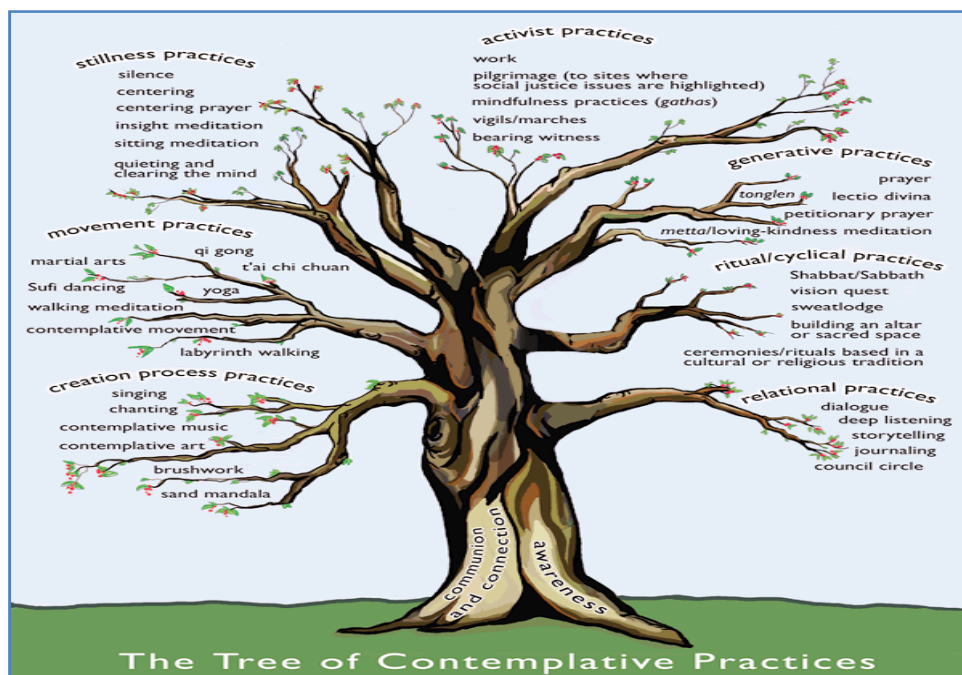 stillness practices
silence
centering
centering prayer
insight meditation
sitting meditation
quieting and
clearing the mind
activist practices
work
pilgrimage (to sites where
social justice issues are highlighted)
mindfulness practices (gathas)
vigils/marches
bearing witness
generative practices
prayer
tonglen
lectio divina
petitionary prayer
metta/loving-kindness meditation
movement practices
qi gong
martial arts
t'ai chi chuan
Sufi dancing
yoga
walking meditation
contemplative movement
labyrinth walking
ritual/cyclical practices
Shabbat/Sabbath
vision quest
sweatlodge
building an altar
or sacred space
ceremonies/rituals based in a
cultural or religious tradition
creation process practices
singing
chanting
contemplative music
contemplative art
brushwork
sand mandala
relational practices
dialogue
deep listening
storytelling
journaling
council circle
communion
and connection
awareness
The Tree of Contemplative Practices